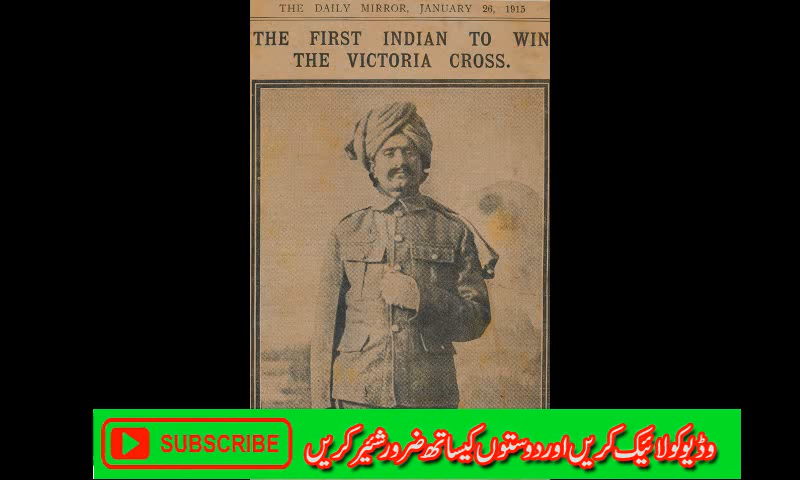 THE DAILY MIRROR, JANUARY 26, 1915
THE FIRST INDIAN TO WIN
THE VICTORIA CROSS.
SUBSCRIBE
وڈیو کو لائیک کریں اور دوستوں کیساتھ ضرور شئیر کریں